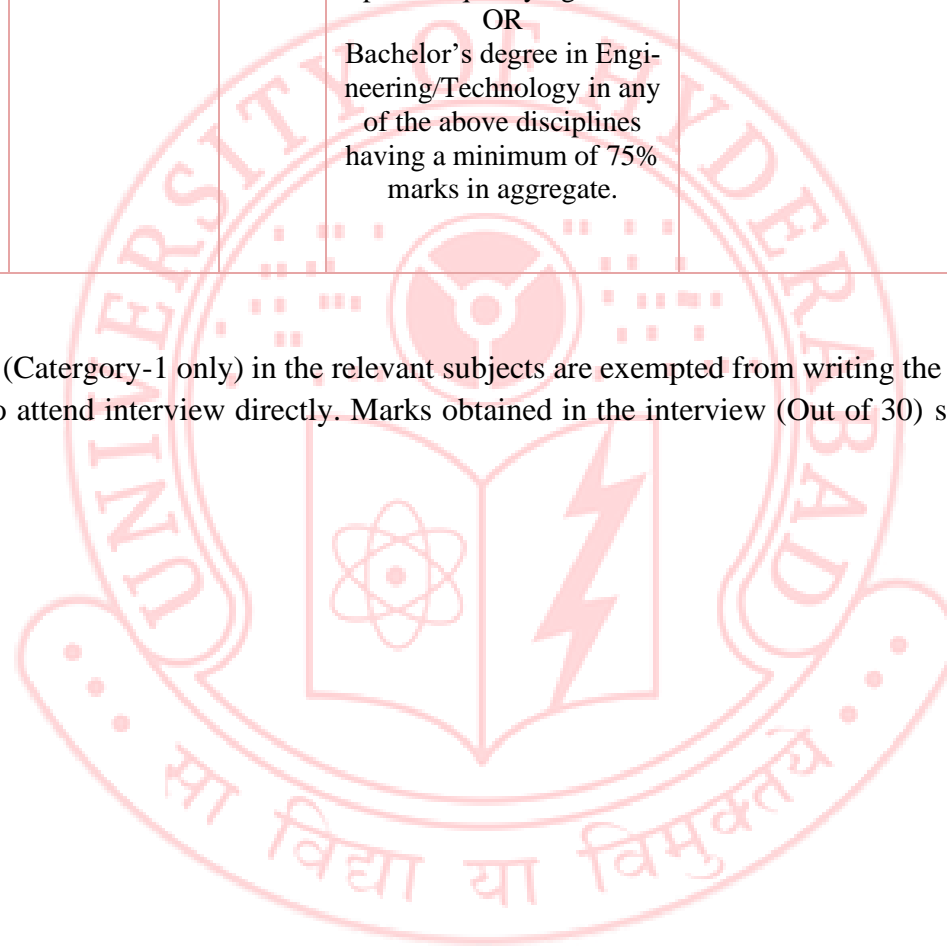 OR
Bachelor’s degree in Engi-
neering/Technology in any
of the above disciplines
having a minimum of 75%
marks in aggregate.
(Catergory-1 only) in the relevant subjects are exempted from writing the
o attend interview directly. Marks obtained in the interview (Out of 30) s
UNIVERSITY OF HYDERABAD
सा विद्या या विमुक्तये